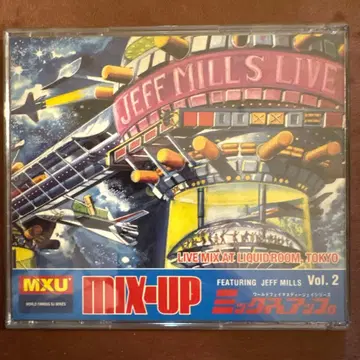 JEFF MILLS LIVE
LIVE MIX AT LIQUIDROOM, TOKYO
MXU
WORLD FAMOUS DJ SERIES
MIX-UP
FEATURING JEFF MILLS Vol. 2
ワールドフェイマスディージェイシリーズ
ミックスアップ